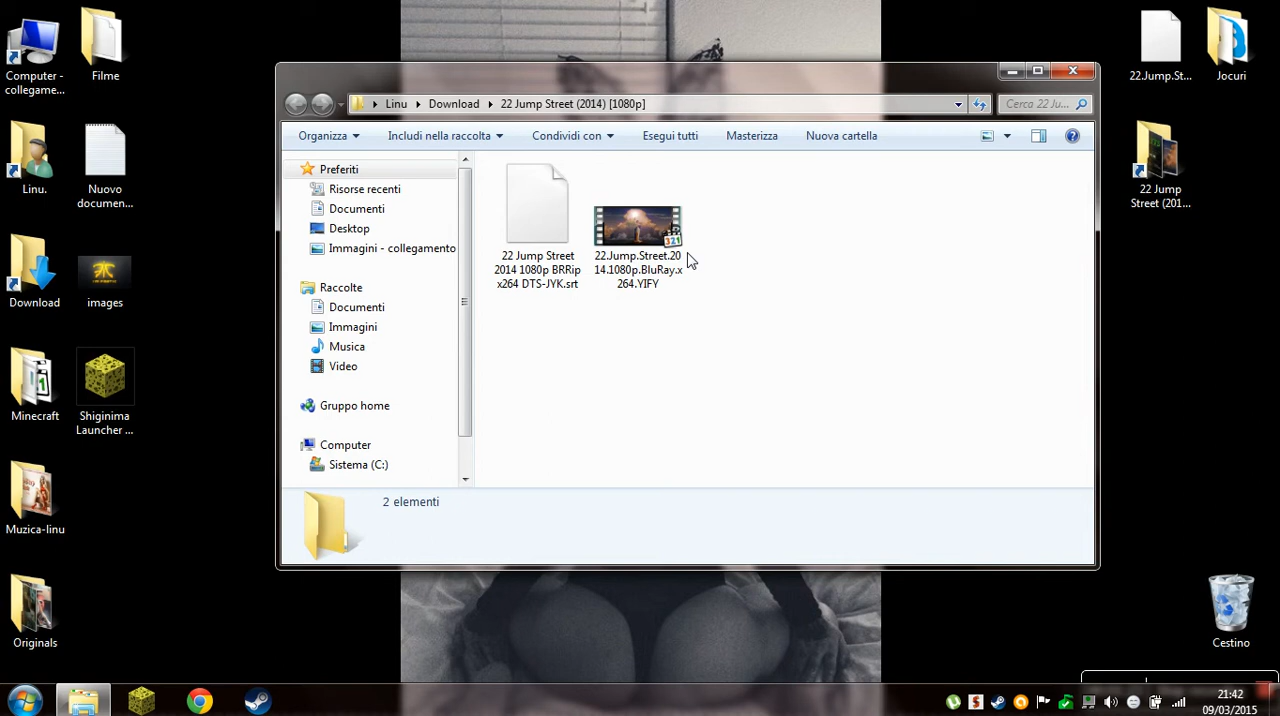 Computer -
collegame...
Filme
Linu.
Nuovo
documen...
Download
images
Minecraft
Shiginima
Launcher ...
Muzica-linu
Originals
Linu
Download
22 Jump Street (2014) [1080p]
Cerca 22 Ju...
Organizza
Includi nella raccolta
Condividi con
Esegui tutti
Masterizza
Nuova cartella
Preferiti
Risorse recenti
Documenti
Desktop
Immagini - collegamento
Raccolte
Documenti
Immagini
Musica
Video
Gruppo home
Computer
Sistema (C:)
22 Jump Street
2014 1080p BRRip
x264 DTS-JYK.srt
321
22.Jump.Street.20
14.1080p.BluRay.x
264.YIFY
2 elementi
22.Jump.St...
Jocuri
22 Jump
Street (201...
Cestino
21:42
09/03/2015